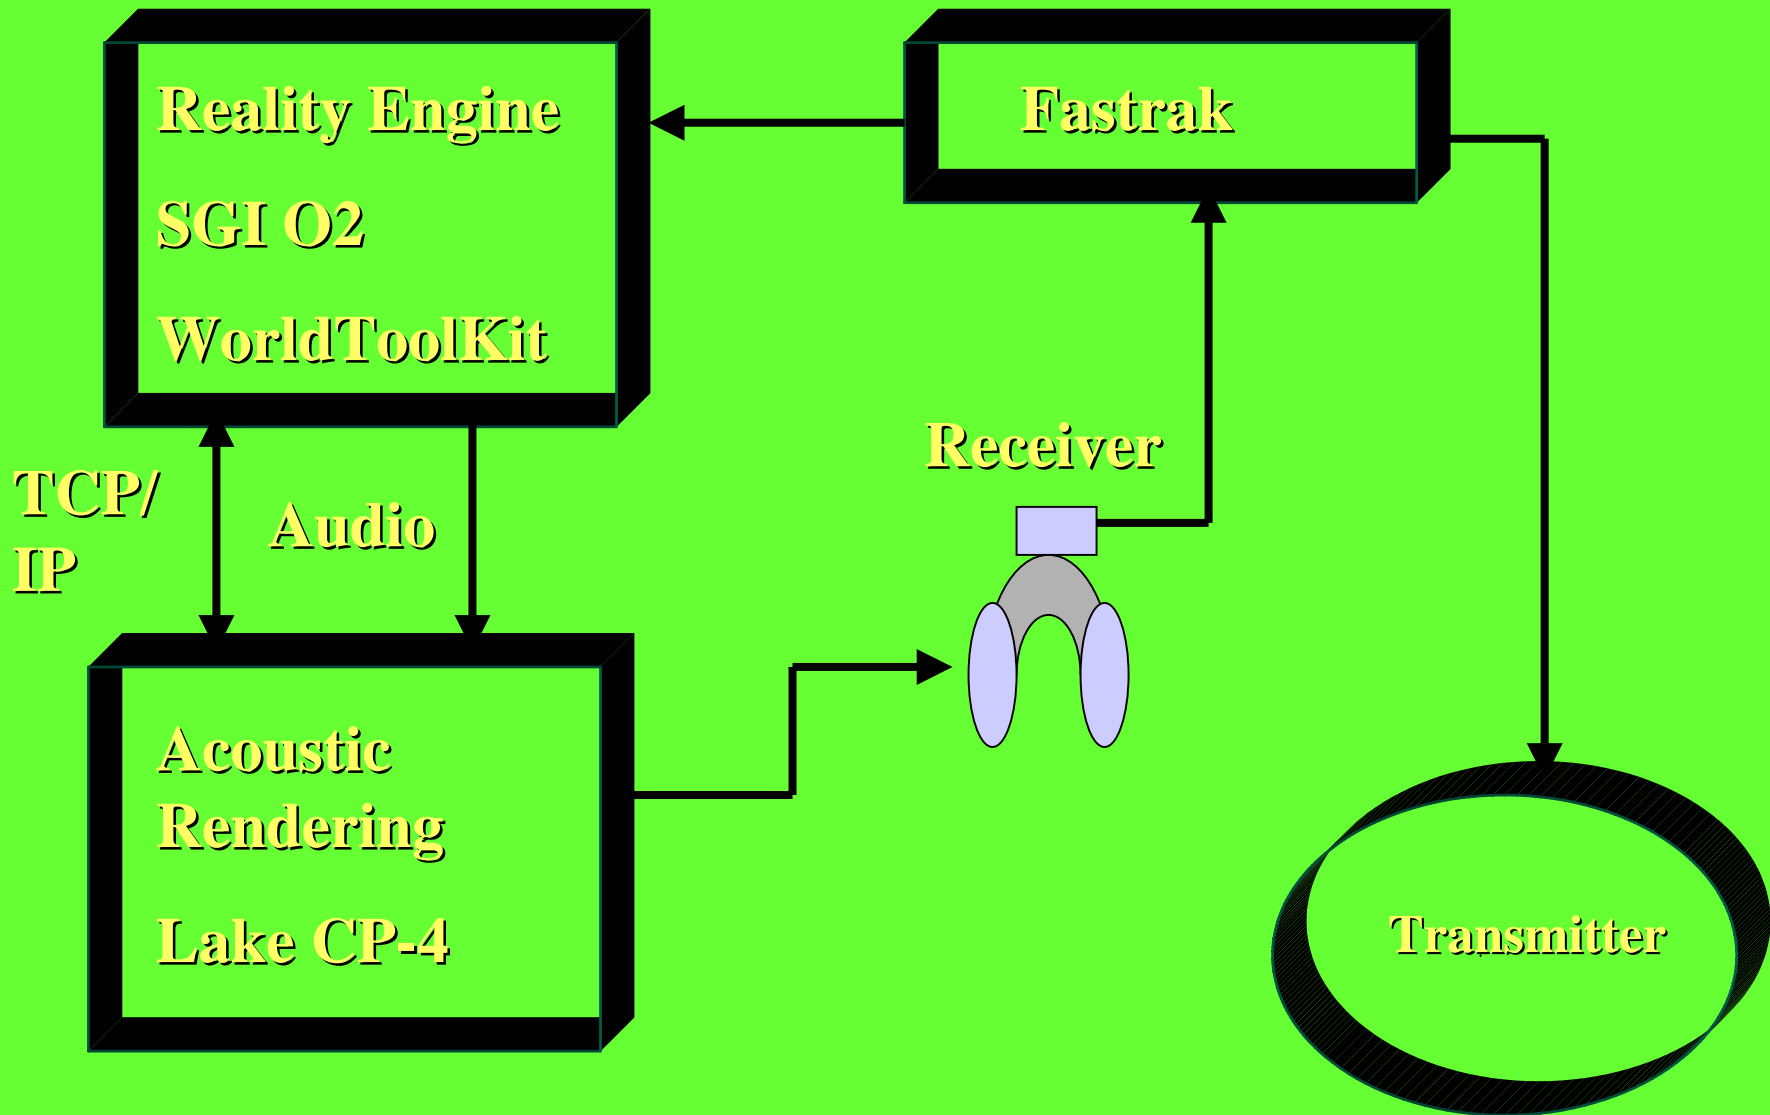 Reality Engine
SGI O2
WorldToolKit
Fastrak
TCP/
IP
Audio
Receiver
Acoustic
Rendering
Lake CP-4
Transmitter